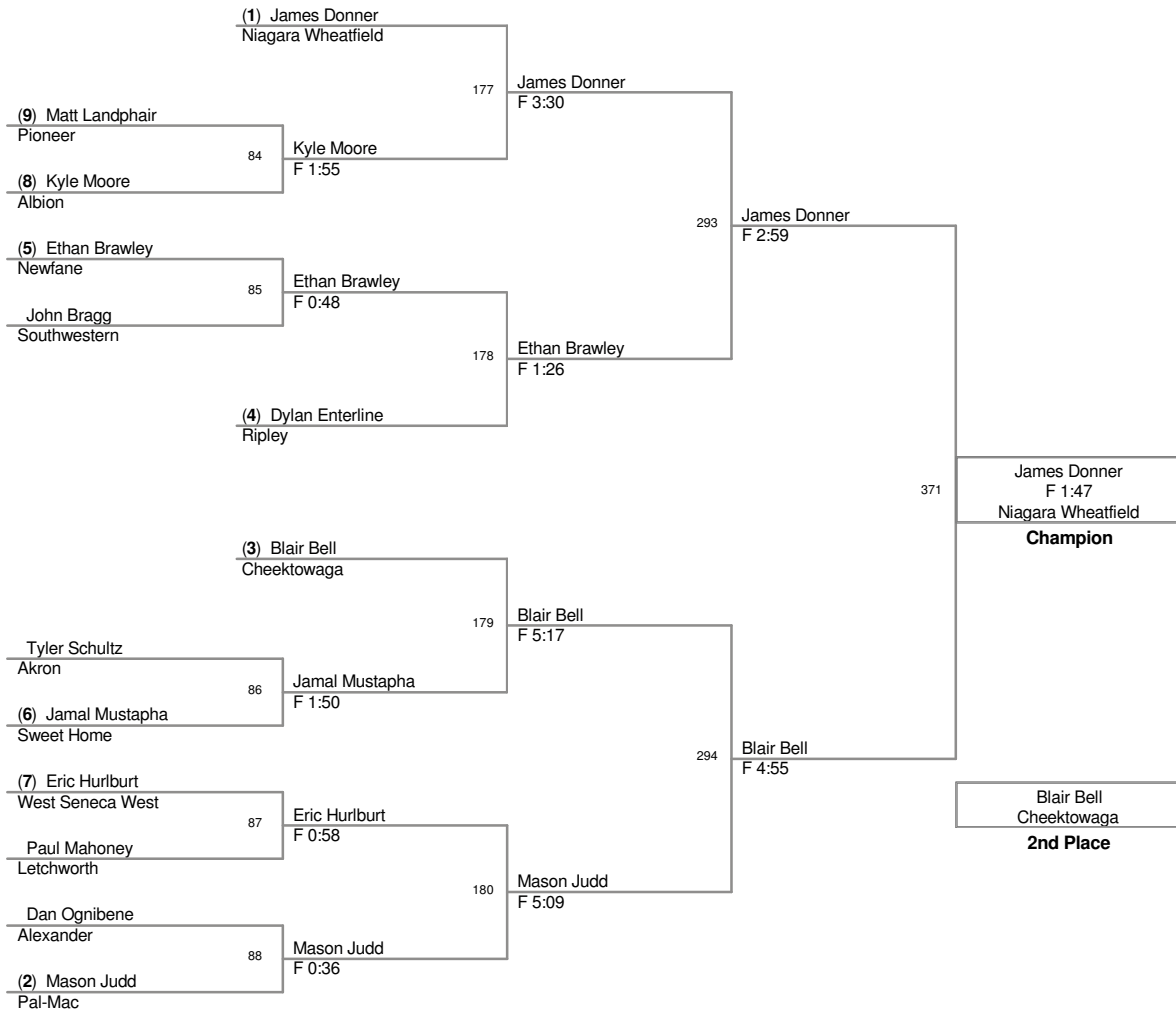 (1) James Donner
Niagara Wheatfield
177
James Donner
F 3:30
(9) Matt Landphair
Pioneer
84
Kyle Moore
F 1:55
(8) Kyle Moore
Albion
293
James Donner
F 2:59
(5) Ethan Brawley
Newfane
85
Ethan Brawley
F 0:48
John Bragg
Southwestern
178
Ethan Brawley
F 1:26
(4) Dylan Enterline
Ripley
371
James Donner
F 1:47
Niagara Wheatfield
Champion
(3) Blair Bell
Cheektowaga
179
Blair Bell
F 5:17
Tyler Schultz
Akron
86
Jamal Mustapha
F 1:50
(6) Jamal Mustapha
Sweet Home
294
Blair Bell
F 4:55
(7) Eric Hurlburt
West Seneca West
87
Eric Hurlburt
F 0:58
Paul Mahoney
Letchworth
Blair Bell
Cheektowaga
2nd Place
180
Mason Judd
F 5:09
Dan Ognibene
Alexander
88
Mason Judd
F 0:36
(2) Mason Judd
Pal-Mac